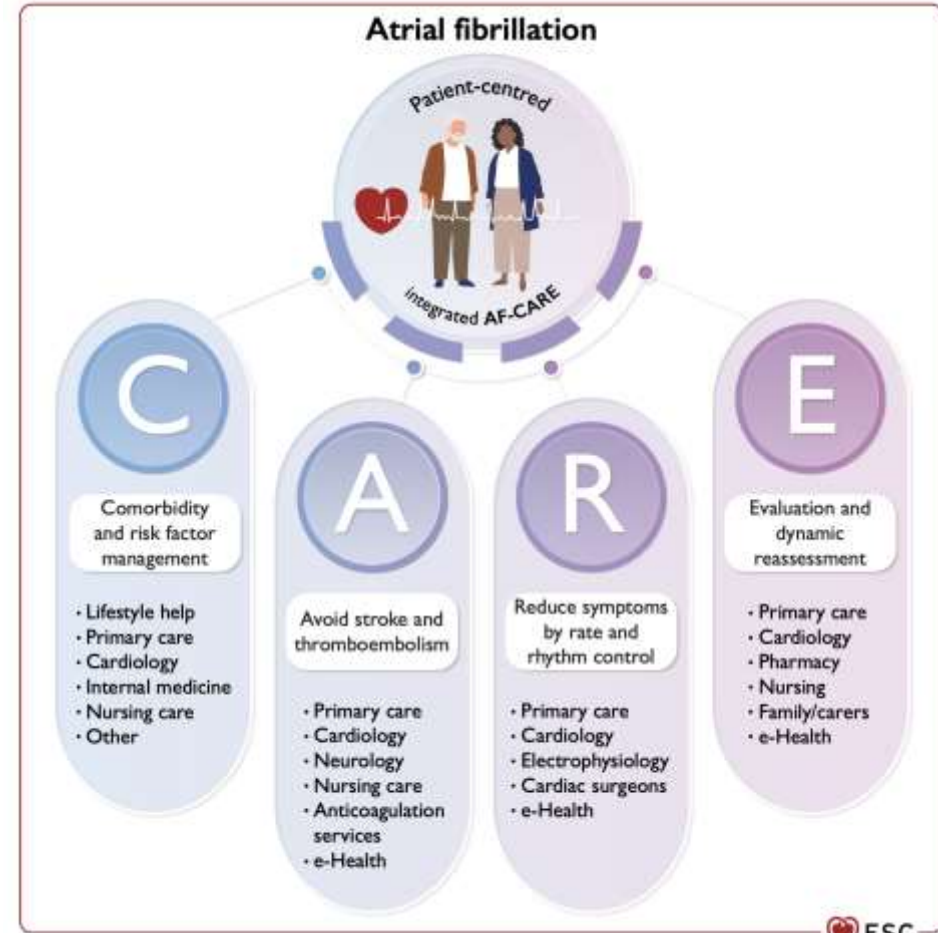 Atrial fibrillation
Patient-centred
integrated AF-CARE
C
Comorbidity
and risk factor
management
· Lifestyle help
· Primary care
· Cardiology
· Internal medicine
· Nursing care
· Other
A
Avoid stroke and
thromboembolism
· Primary care
· Cardiology
· Neurology
· Nursing care
· Anticoagulation
services
· e-Health
R
Reduce symptoms
by rate and
rhythm control
· Primary care
· Cardiology
· Electrophysiology
· Cardiac surgeons
· e-Health
E
Evaluation and
dynamic
reassessment
· Primary care
· Cardiology
· Pharmacy
· Nursing
· Family/carers
· e-Health
ESC